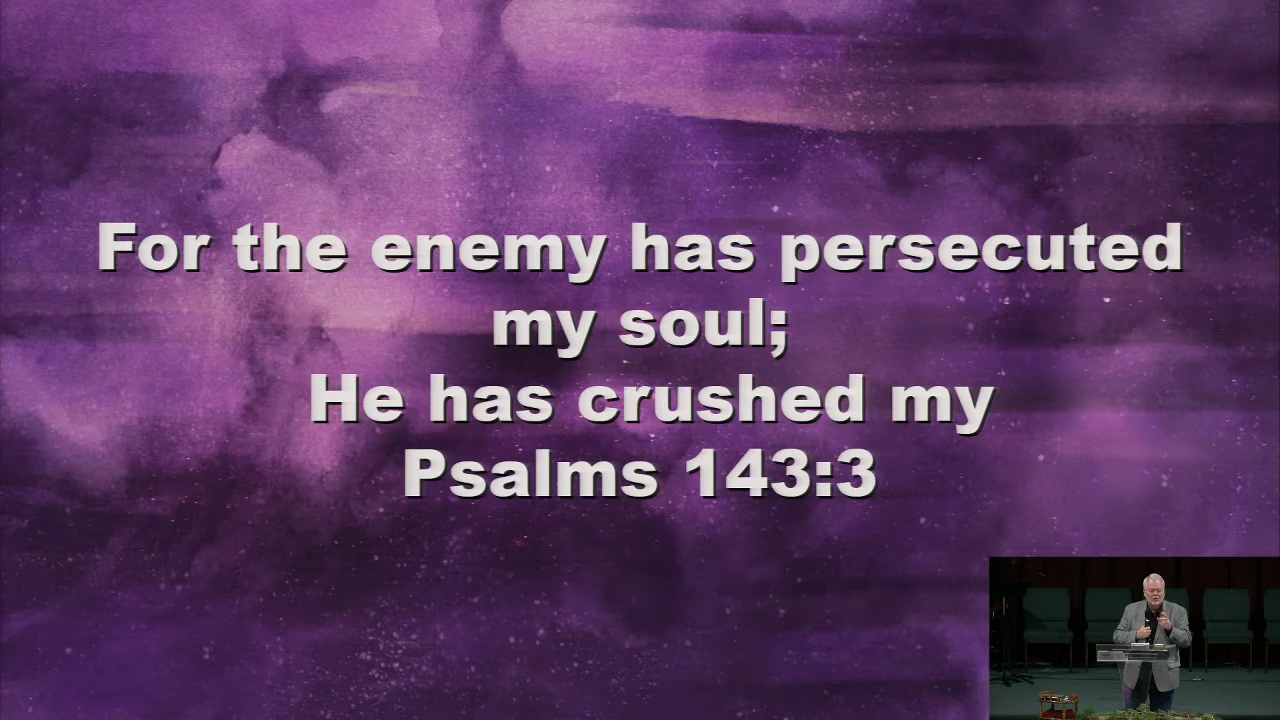 For the enemy has persecuted
my soul;
He has crushed my
Psalms 143:3